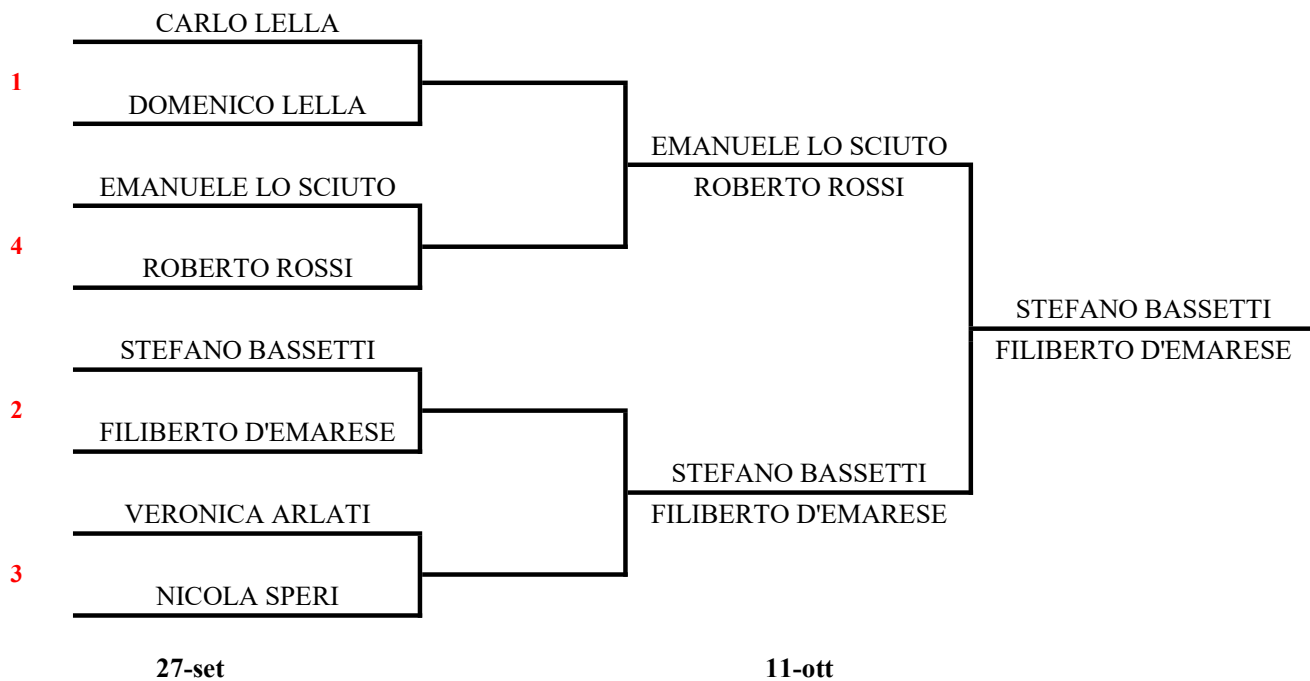 CARLO LELLA
1
DOMENICO LELLA
EMANUELE LO SCIUTO
4
ROBERTO ROSSI
STEFANO BASSETTI
2
FILIBERTO D'EMARESE
VERONICA ARLATI
3
NICOLA SPERI
27-set
EMANUELE LO SCIUTO
ROBERTO ROSSI
STEFANO BASSETTI
FILIBERTO D'EMARESE
11-ott
STEFANO BASSETTI
FILIBERTO D'EMARESE